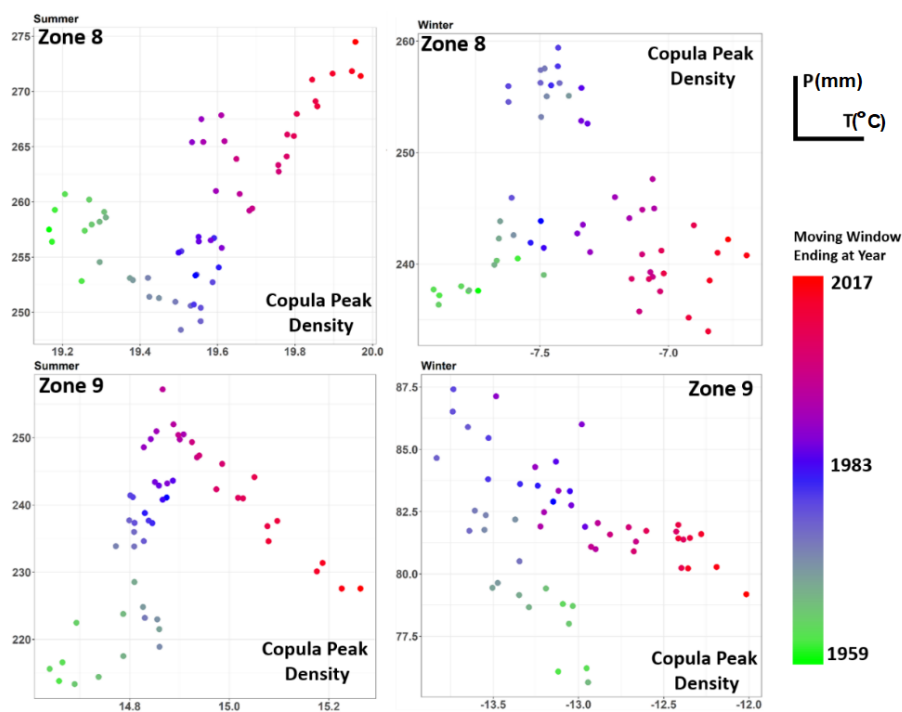 Summer
Zone 8
275
270
265
260
255
250
19.2
19.4
19.6
19.8
20.0
Copula Peak
Density
Winter
Zone 8
260
250
240
-7.5
-7.0
Copula Peak
Density
P(mm)
T(°C)
Summer
Zone 9
250
240
230
220
14.8
15.0
15.2
Copula Peak
Density
Winter
Zone 9
87.5
85.0
82.5
80.0
77.5
-13.5
-13.0
-12.5
-12.0
Copula Peak
Density
Moving Window
Ending at Year
2017
1983
1959